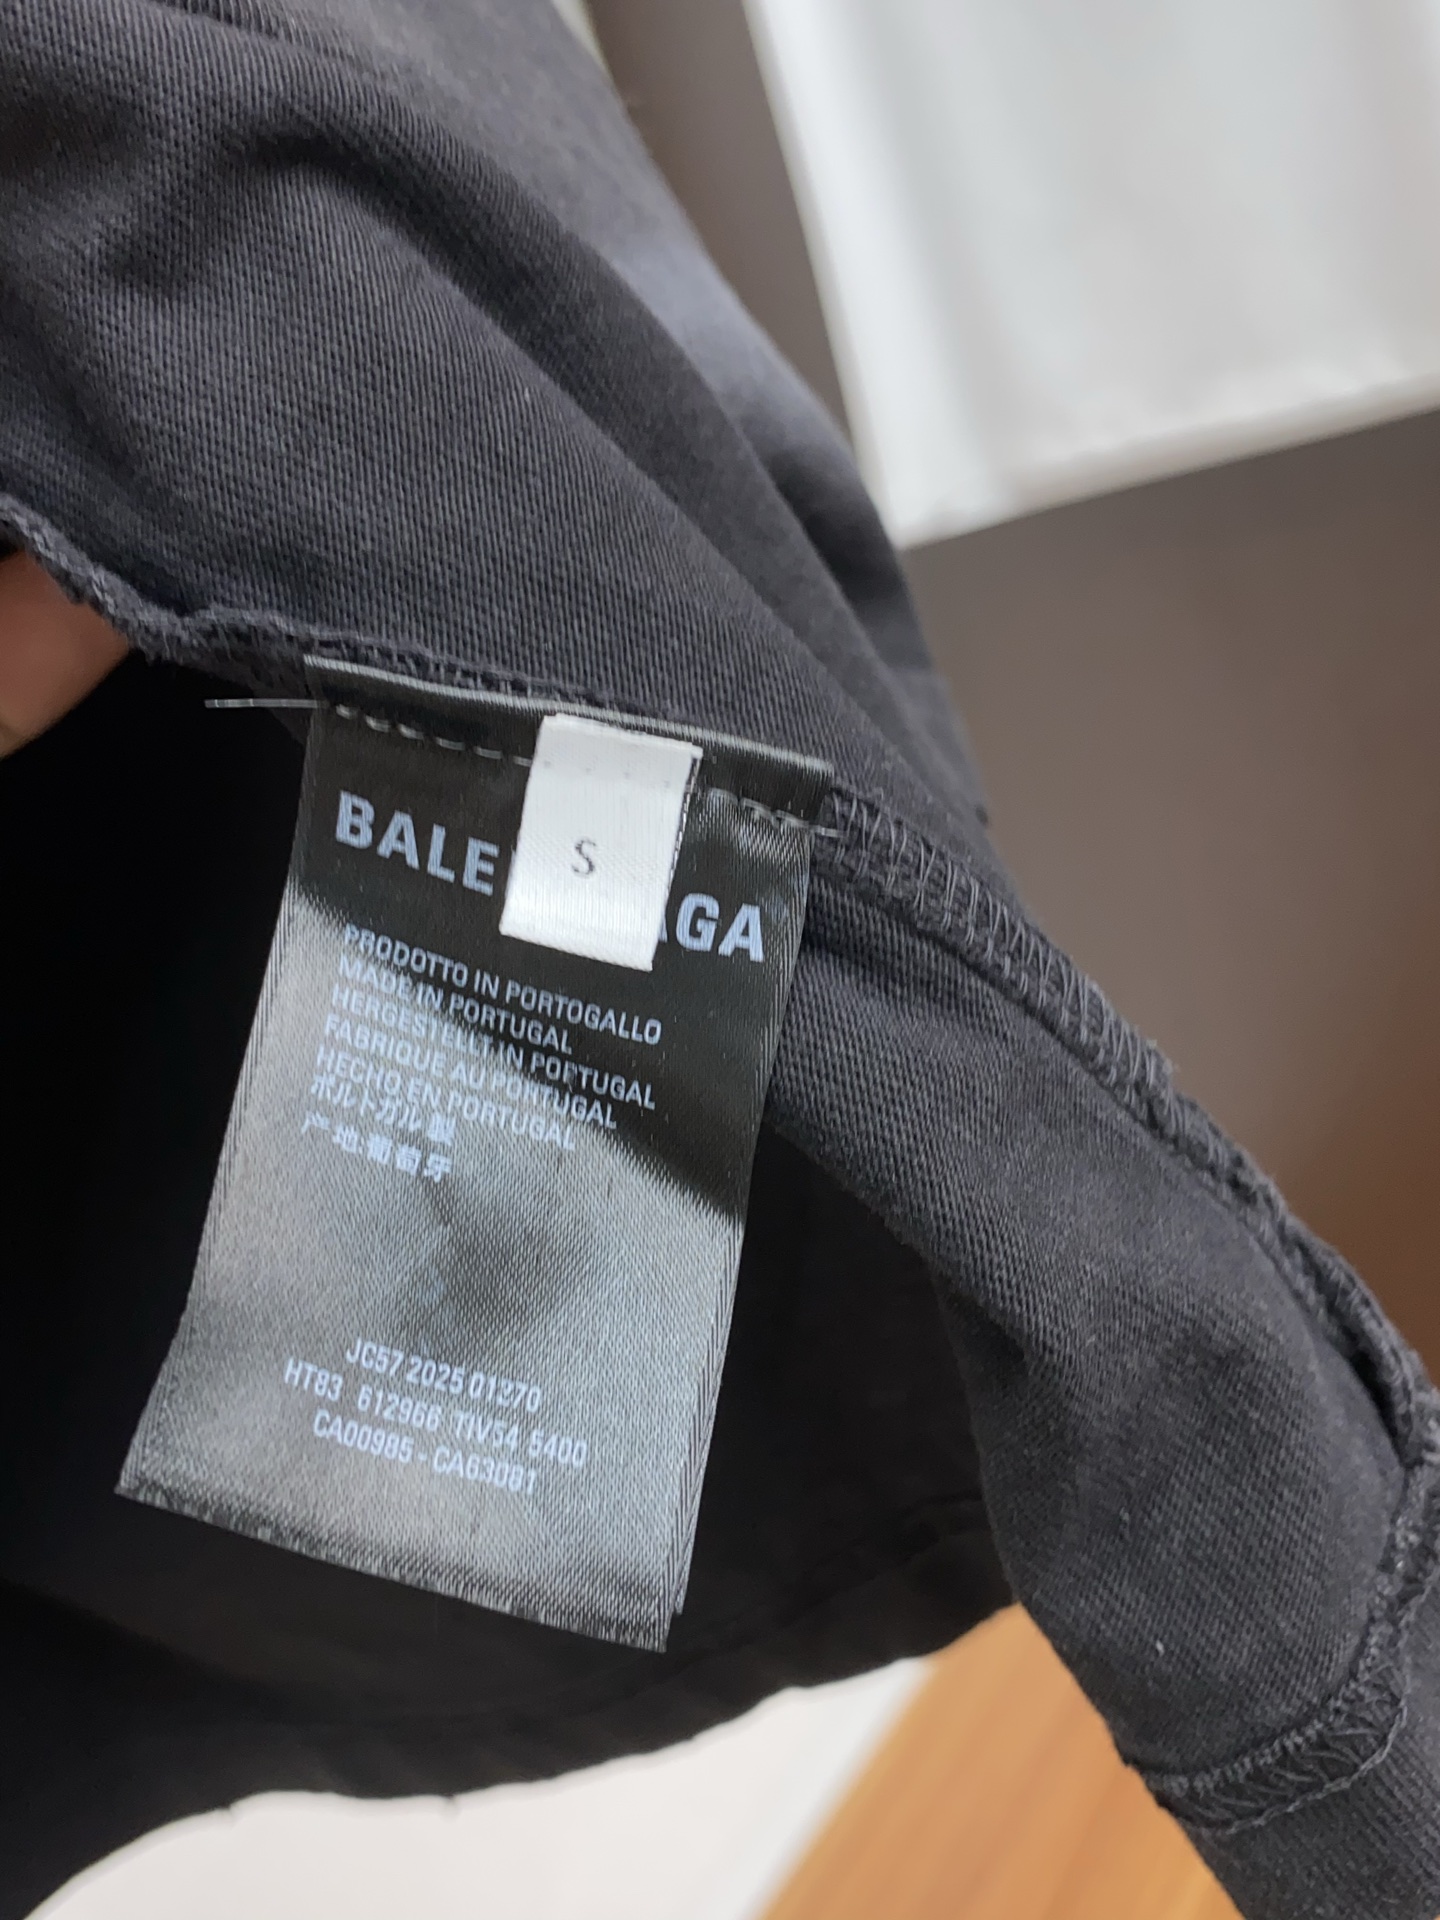 S
BALE AGA
PRODOTTO IN PORTOGALLO
MADE IN PORTUGAL
HERGESTELLT IN PORTUGAL
FABRIQUE AU PORTUGAL
HECHO EN PORTUGAL
ポルトガル製
产地葡萄牙
JC57 2025
HT83 612966 TIV54 5400
CA00985 - CA63081